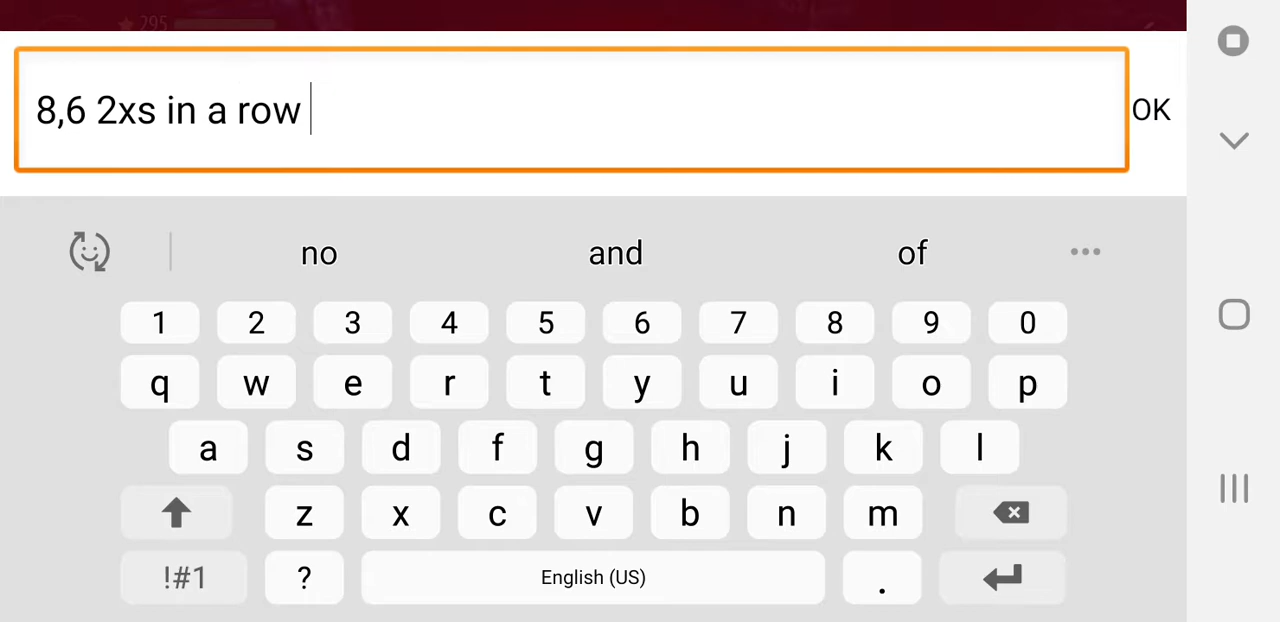 295
8,6 2xs in a row
OK
no and of
1 2 3 4 5 6 7 8 9 0
q w e r t y u i o p
a s d f g h j k l
z x c v b n m
!#1 ? English (US) .